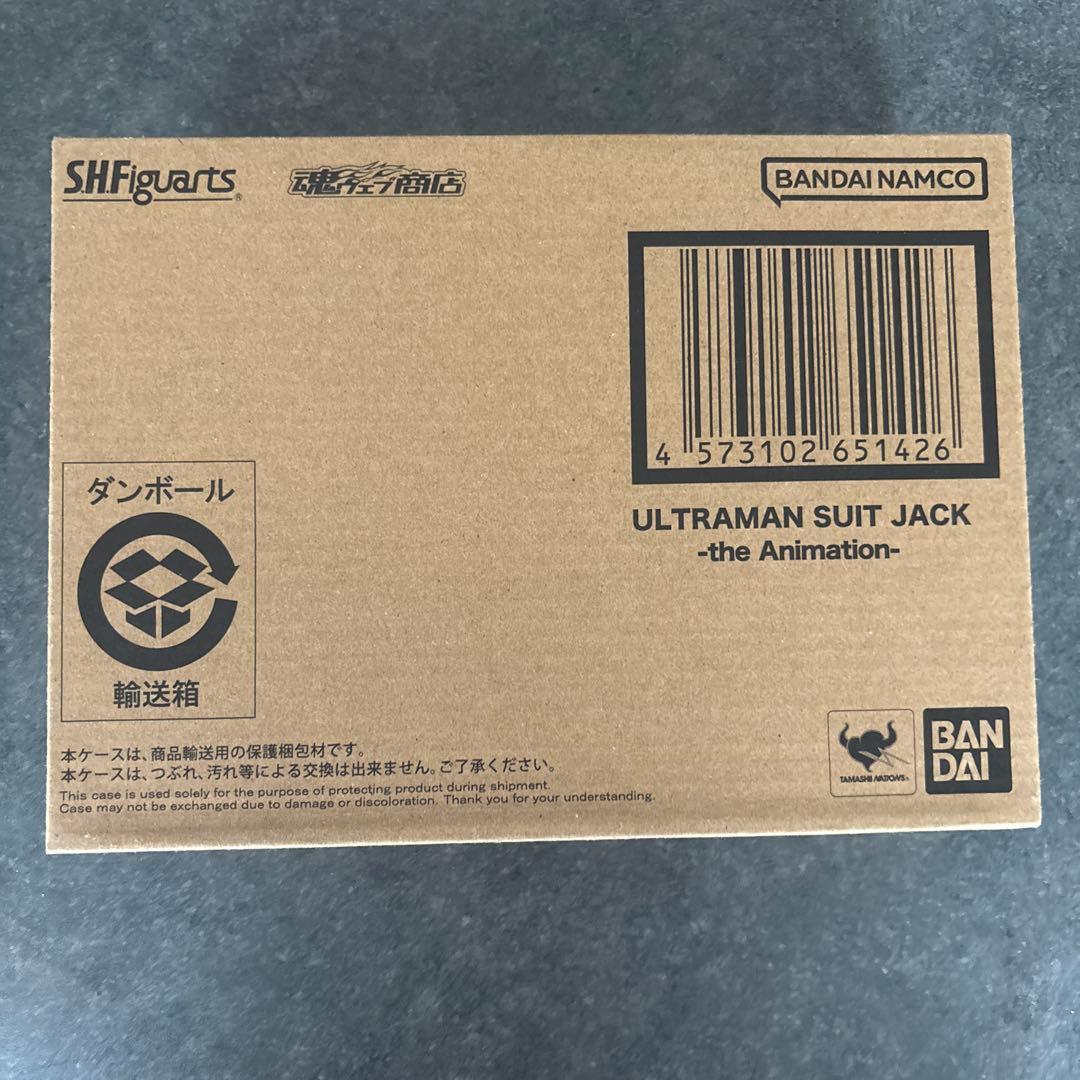 S.H.Figuarts®
魂ウェブ商店
BANDAI NAMCO
4 573102 651426
ULTRAMAN SUIT JACK
-the Animation-
ダンボール
輸送箱
本ケースは、商品輸送用の保護梱包材です。
本ケースは、つぶれ、汚れ等による交換は出来ません。ご了承ください。
This case is used solely for the purpose of protecting product during shipment.
Case may not be exchanged due to damage or discoloration. Thank you for your understanding.
TAMASHII NATIONS®
BAN
DAI